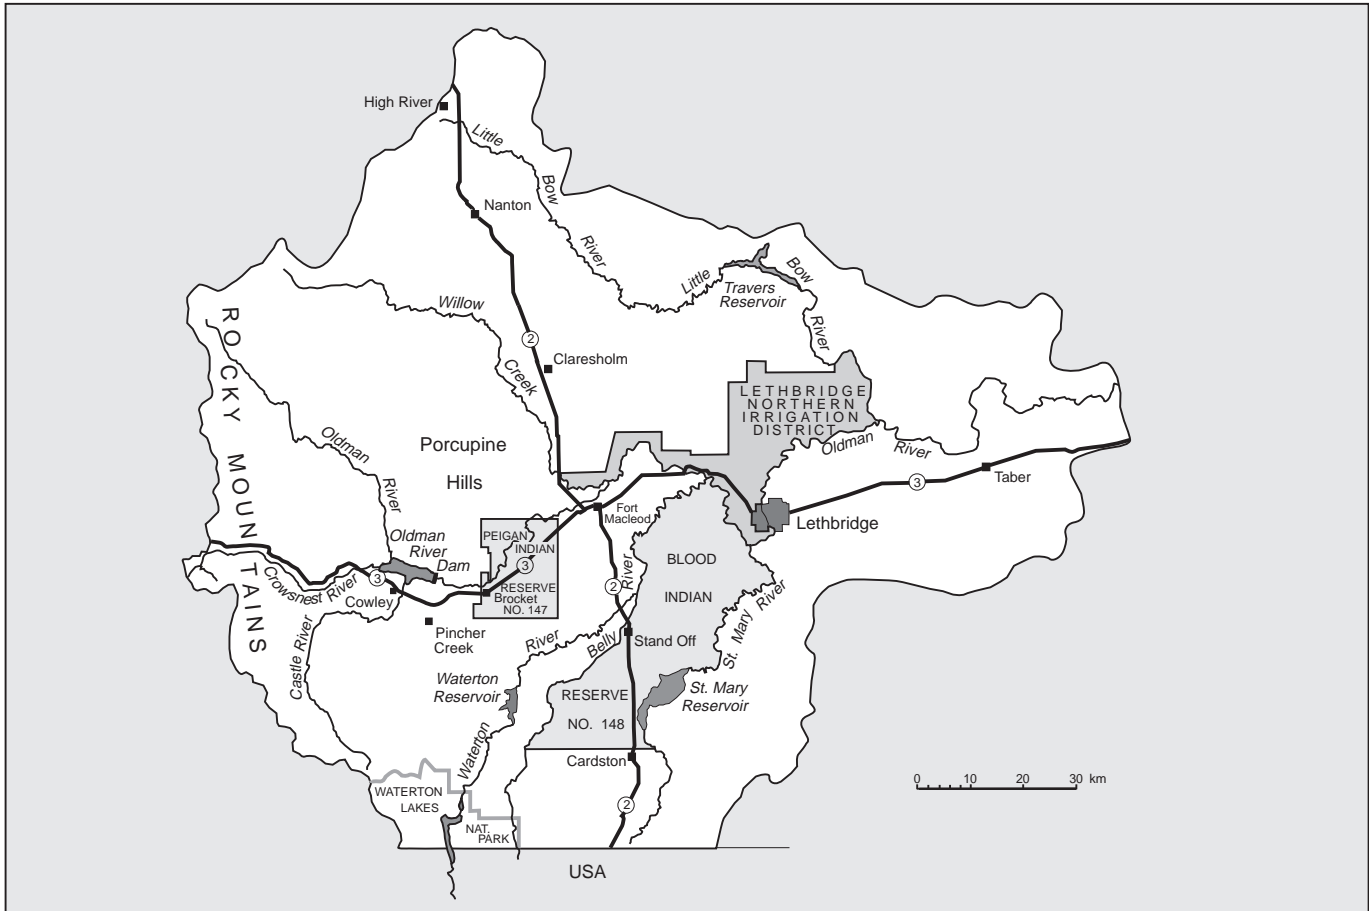 High River
Little
Bow
River
Nanton
Little
Bow
River
Travers
Reservoir
Willow
Creek
2
Claresholm
ROCKY MOUNTAINS
LETHBRIDGE
NORTHERN
IRRIGATION
DISTRICT
Oldman
River
Oldman
River
Porcupine
Hills
3
Taber
Fort
Macleod
Lethbridge
Oldman
River
Dam
PEIGAN
INDIAN
3
RESERVE
Brocket
NO. 147
BLOOD
INDIAN
River
2
Crowsnest River
3
Cowley
Pincher
Creek
Castle River
River
Belly
Stand Off
St. Mary
River
Waterton
Reservoir
RESERVE
NO. 148
St. Mary
Reservoir
Waterton
Cardston
WATERTON
LAKES
NAT.
PARK
2
0 10 20 30 km
USA